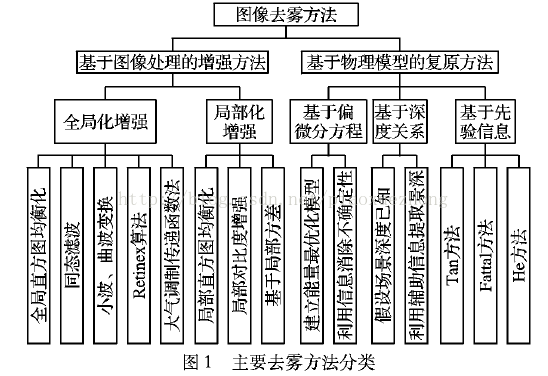 图像去雾方法
基于图像处理的增强方法
基于物理模型的复原方法
全局化增强
局部化
增强
基于偏
微分方程
基于深
度关系
基于先
验信息
全局直方图均衡化
同态滤波
小波、曲波变换
Retinex算法
大气调制传递函数法
局部直方图均衡化
局部对比度增强
基于局部方差
建立能量最优化模型
利用信息消除不确定性
假设场景深度已知
利用辅助信息提取景深
Tan方法
Fattal方法
He方法
图1 主要去雾方法分类